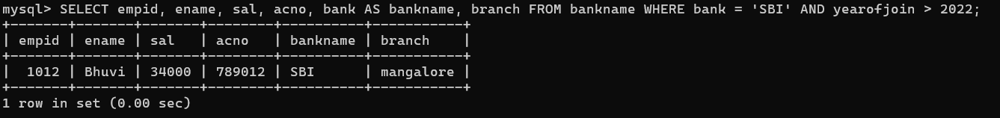 mysql> SELECT empid, ename, sal, acno, bank AS bankname, branch FROM bankname WHERE bank = 'SBI' AND yearofjoin > 2022;
+-------+-------+-------+--------+----------+-----------+
| empid | ename | sal   | acno   | bankname | branch    |
+-------+-------+-------+--------+----------+-----------+
|  1012 | Bhuvi | 34000 | 789012 | SBI      | mangalore |
+-------+-------+-------+--------+----------+-----------+
1 row in set (0.00 sec)